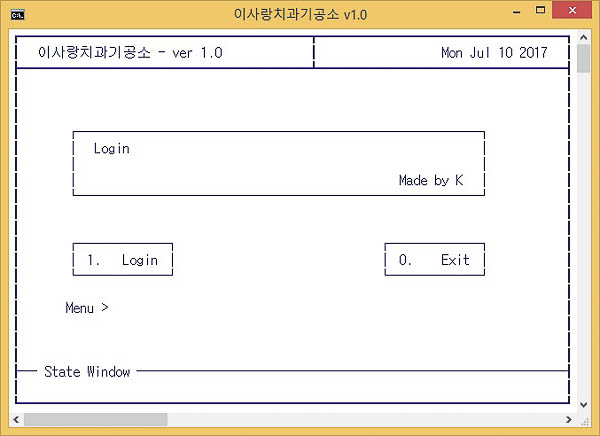 이사랑치과기공소 v1.0
이사랑치과기공소 - ver 1.0 Mon Jul 10 2017
Login
Made by K
1. Login 0. Exit
Menu >
State Window